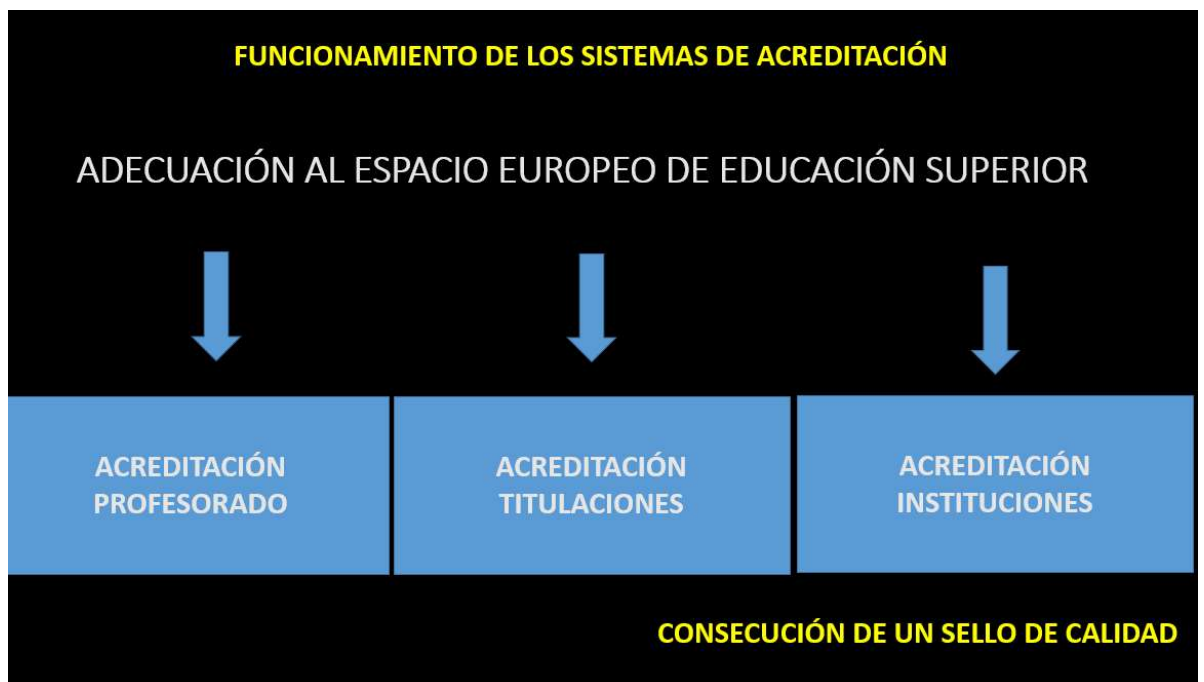 FUNCIONAMIENTO DE LOS SISTEMAS DE ACREDITACIÓN
ADECUACIÓN AL ESPACIO EUROPEO DE EDUCACIÓN SUPERIOR
ACREDITACIÓN
PROFESORADO
ACREDITACIÓN
TITULACIONES
ACREDITACIÓN
INSTITUCIONES
CONSECUCIÓN DE UN SELLO DE CALIDAD